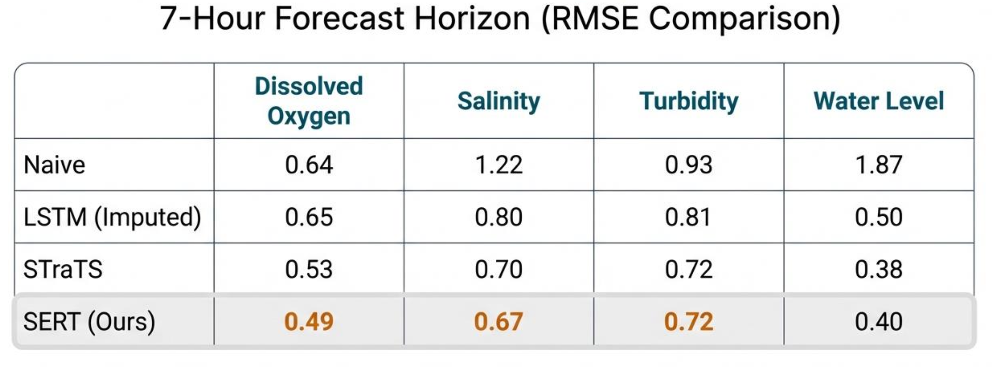 7-Hour Forecast Horizon (RMSE Comparison)
Dissolved
Oxygen
Salinity
Turbidity
Water Level
Naive 0.64 1.22 0.93 1.87
LSTM (Imputed) 0.65 0.80 0.81 0.50
STraTS 0.53 0.70 0.72 0.38
SERT (Ours) 0.49 0.67 0.72 0.40